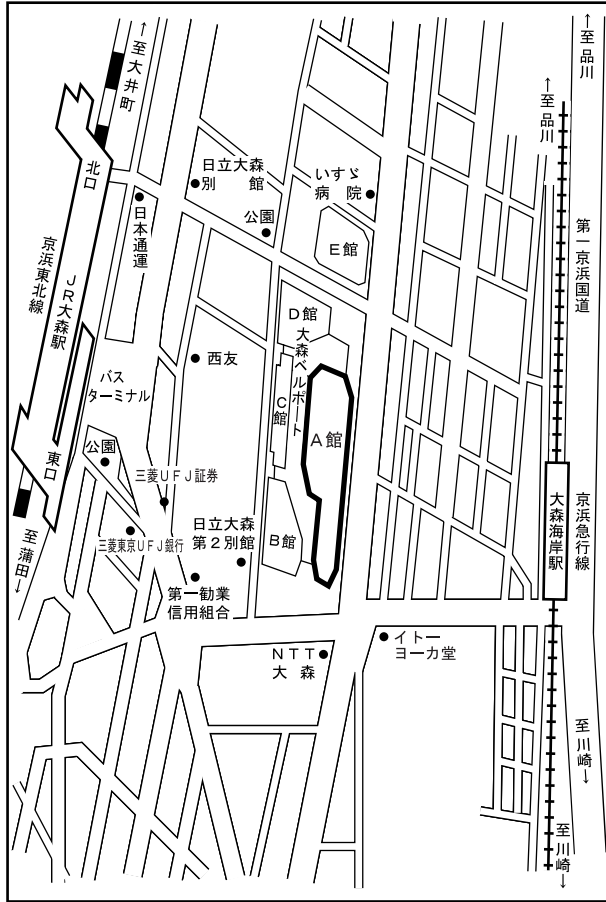 ←至大井町
←至品川
←至品川
北口
日立大森
別館
いすゞ
病院
日本通運
公園
E館
第一京浜国道
京浜東北線
JR大森駅
D館
大森ベルポート
西友
バス
ターミナル
C館
A館
東口
公園
三菱UFJ証券
大森海岸駅
京浜急行線
三菱東京UFJ銀行
日立大森
第2別館
B館
至蒲田→
第一勧業
信用組合
NTT
大森
イトー
ヨーカ堂
至川崎→
至川崎→